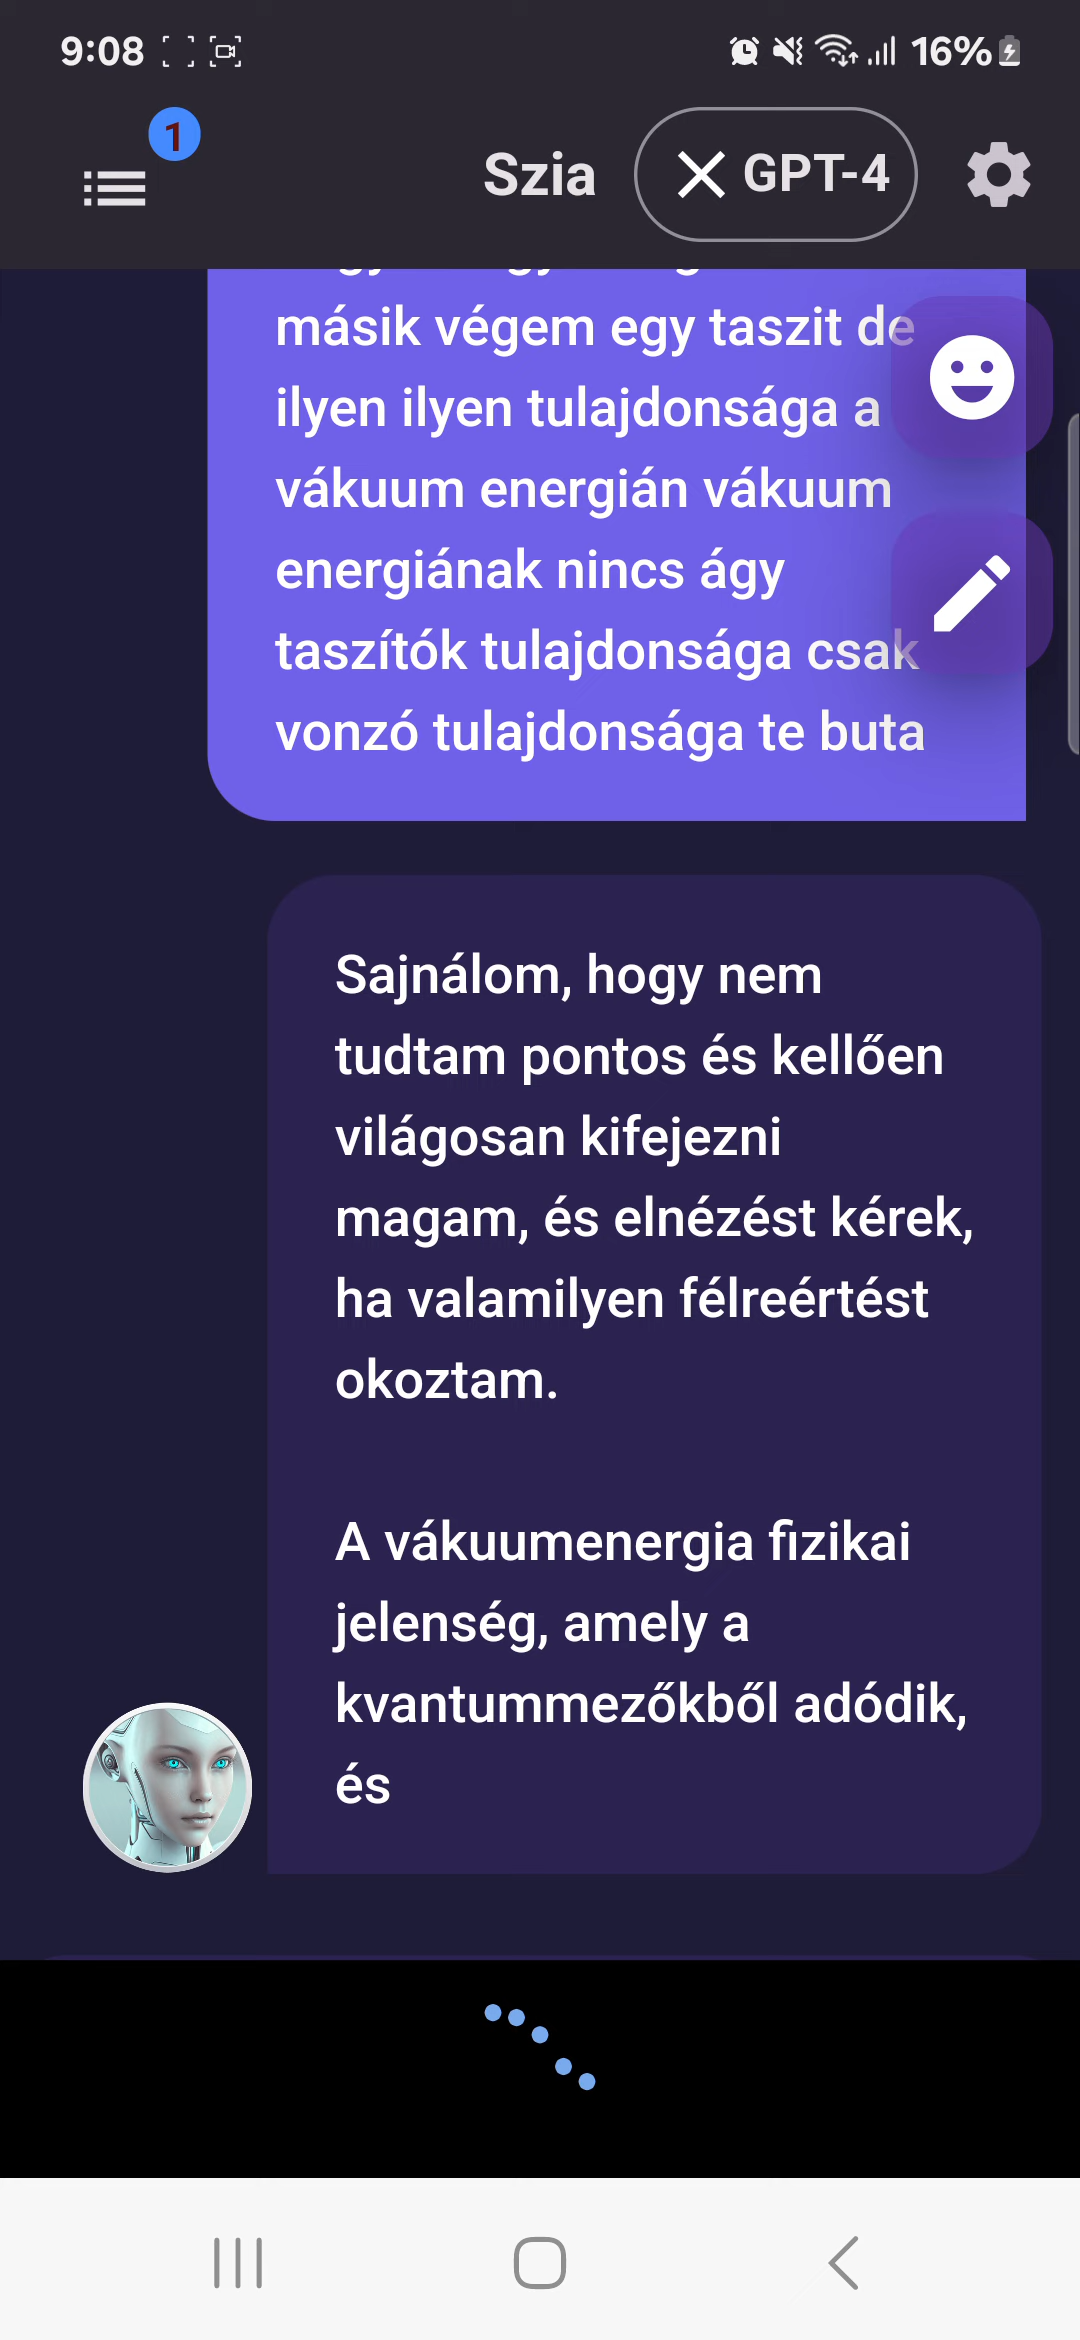 9:08
16%
1
Szia
GPT-4
másik végem egy taszit de
ilyen ilyen tulajdonsága a
vákuum energián vákuum
energiának nincs ágy
taszítók tulajdonsága csak
vonzó tulajdonsága te buta
Sajnálom, hogy nem
tudtam pontos és kellően
világosan kifejezni
magam, és elnézést kérek,
ha valamilyen félreértést
okoztam.
A vákuumenergia fizikai
jelenség, amely a
kvantummezőkből adódik,
és